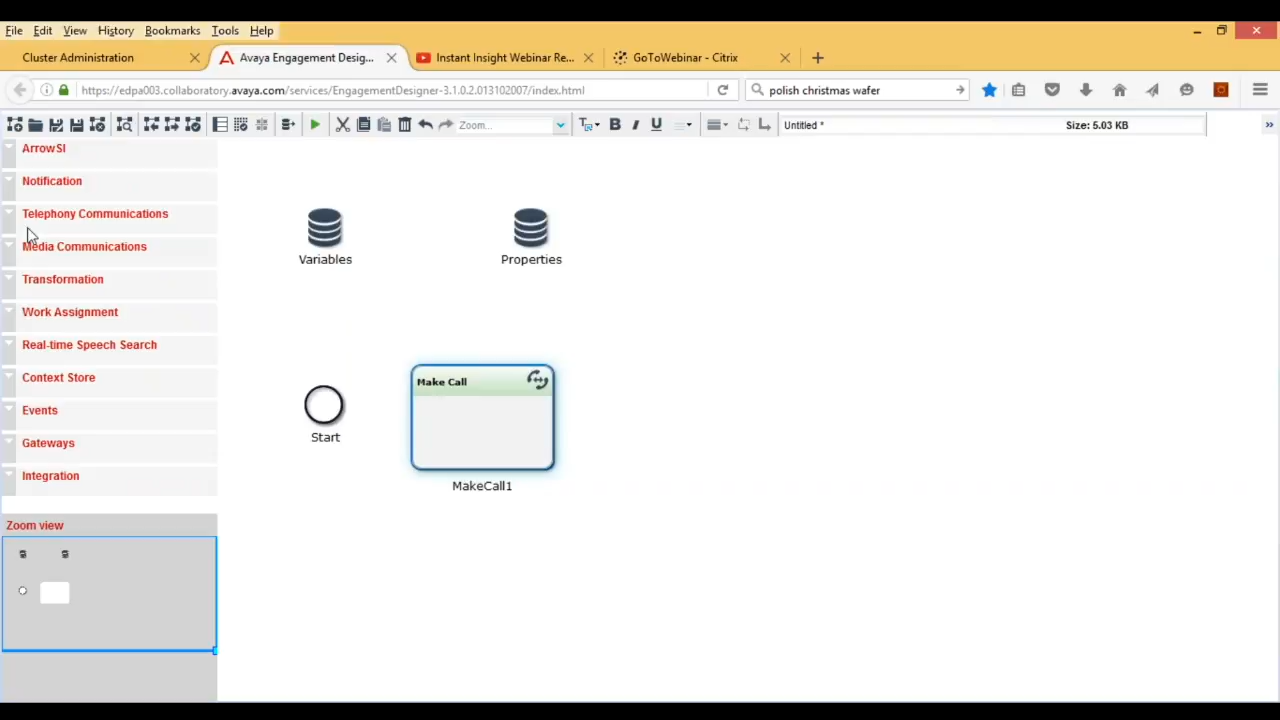 File Edit View History Bookmarks Tools Help
Cluster Administration
Avaya Engagement Desig...
Instant Insight Webinar Re...
GoToWebinar - Citrix
https://edpa003.collaboratory.avaya.com/services/EngagementDesigner-3.1.0.2.013102007/index.html
polish christmas wafer
Zoom...
B I U
Untitled *
Size: 5.03 KB
ArrowSI
Notification
Telephony Communications
Media Communications
Transformation
Work Assignment
Real-time Speech Search
Context Store
Events
Gateways
Integration
Zoom view
Variables
Properties
Start
Make Call
MakeCall1